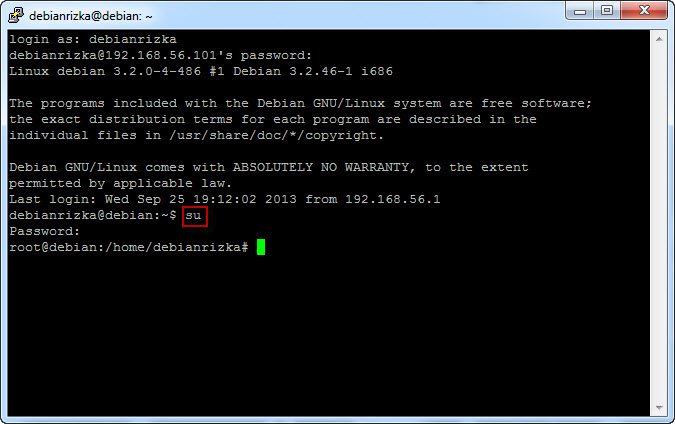 debianrizka@debian: ~
login as: debianrizka
debianrizka@192.168.56.101's password:
Linux debian 3.2.0-4-486 #1 Debian 3.2.46-1 i686
The programs included with the Debian GNU/Linux system are free software;
the exact distribution terms for each program are described in the
individual files in /usr/share/doc/*/copyright.
Debian GNU/Linux comes with ABSOLUTELY NO WARRANTY, to the extent
permitted by applicable law.
Last login: Wed Sep 25 19:12:02 2013 from 192.168.56.1
debianrizka@debian:~$ su
Password:
root@debian:/home/debianrizka#